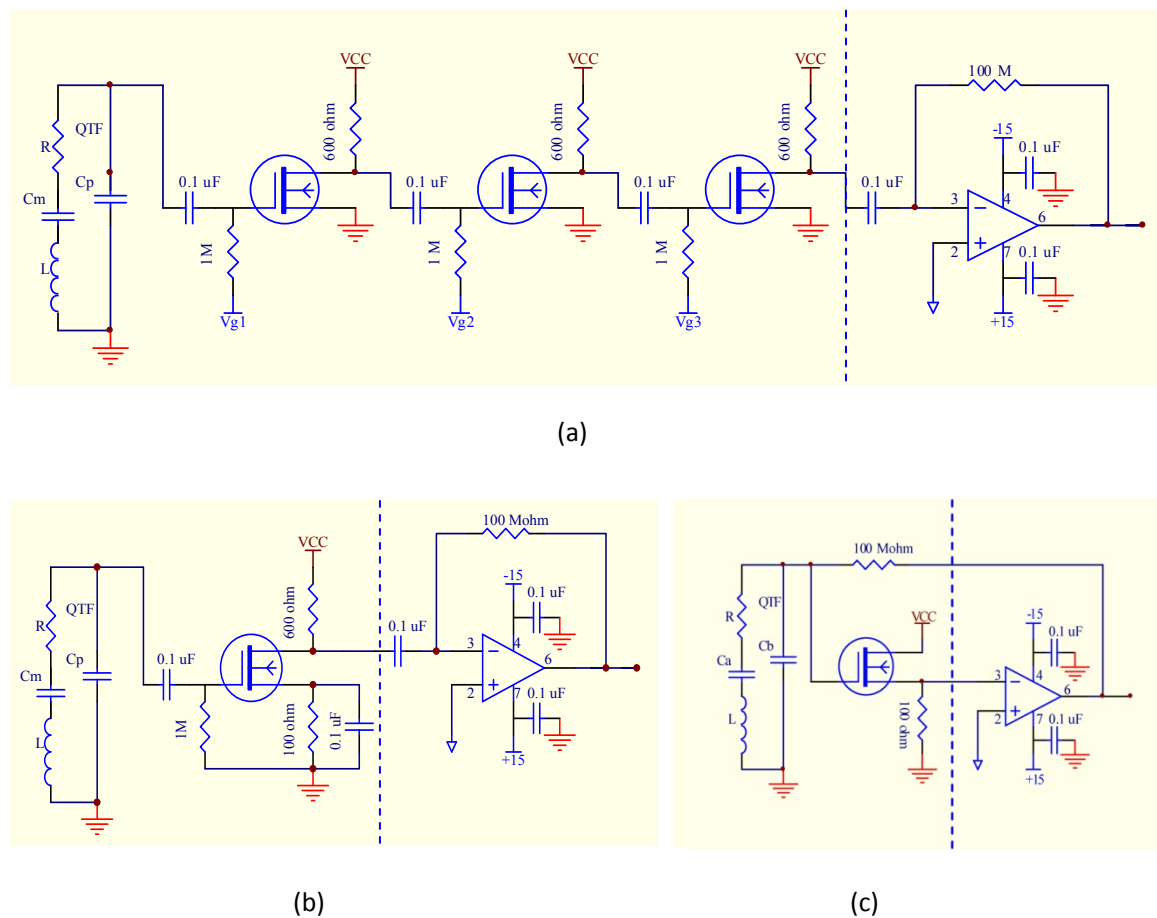 VCC
VCC
VCC
100 M
QTF
R
600 ohm
600 ohm
600 ohm
-15
0.1 uF
Cp
0.1 uF
0.1 uF
0.1 uF
0.1 uF
4
Cm
3
6
2
7
L
1M
1 M
1 M
0.1 uF
Vg1
Vg2
Vg3
+15
(a)
100 Mohm
VCC
QTF
R
600 ohm
-15
0.1 uF
0.1 uF
4
Cp
0.1 uF
3
6
Cm
2
7
0.1 uF
L
1M
100 ohm
0.1 uF
+15
(b)
100 Mohm
R
QTF
VCC
-15
0.1 uF
Ca
Cb
4
3
6
2
7
0.1 uF
L
100 ohm
+15
(c)